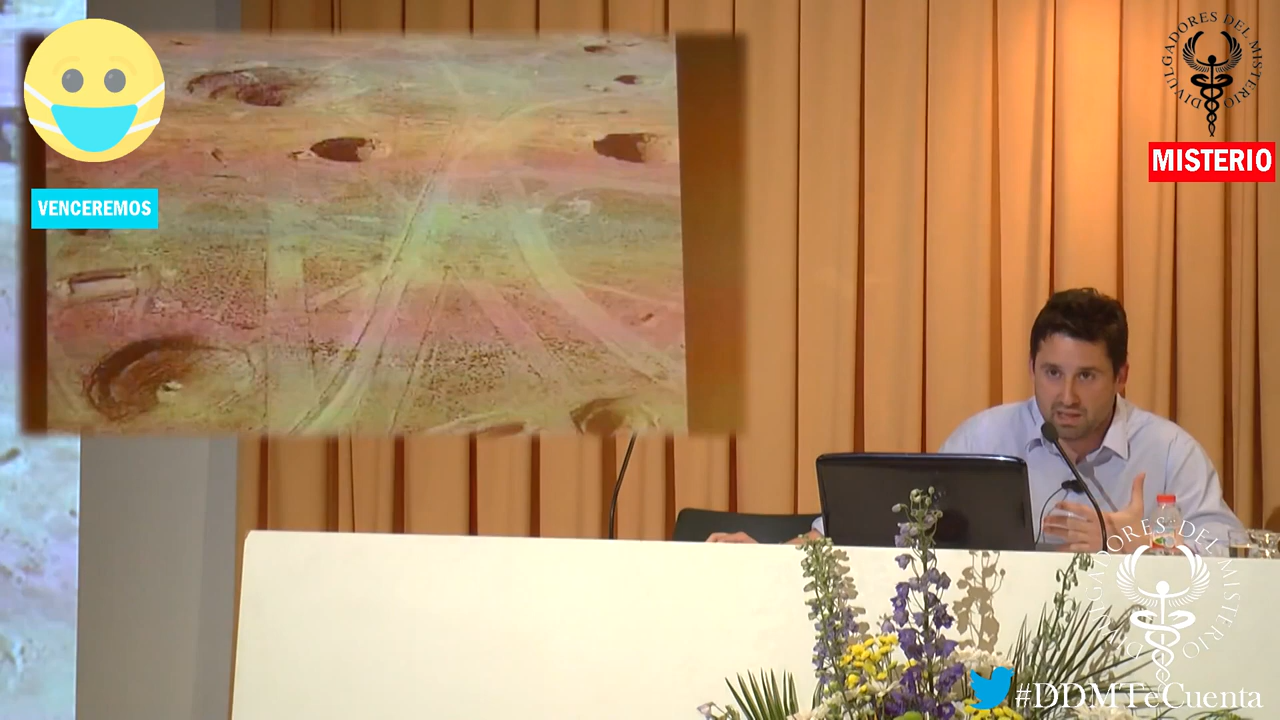 DIVULGADORES DEL MISTERIO
MISTERIO
VENCEREMOS
DIVULGADORES DEL MISTERIO
#DDMTeCuenta